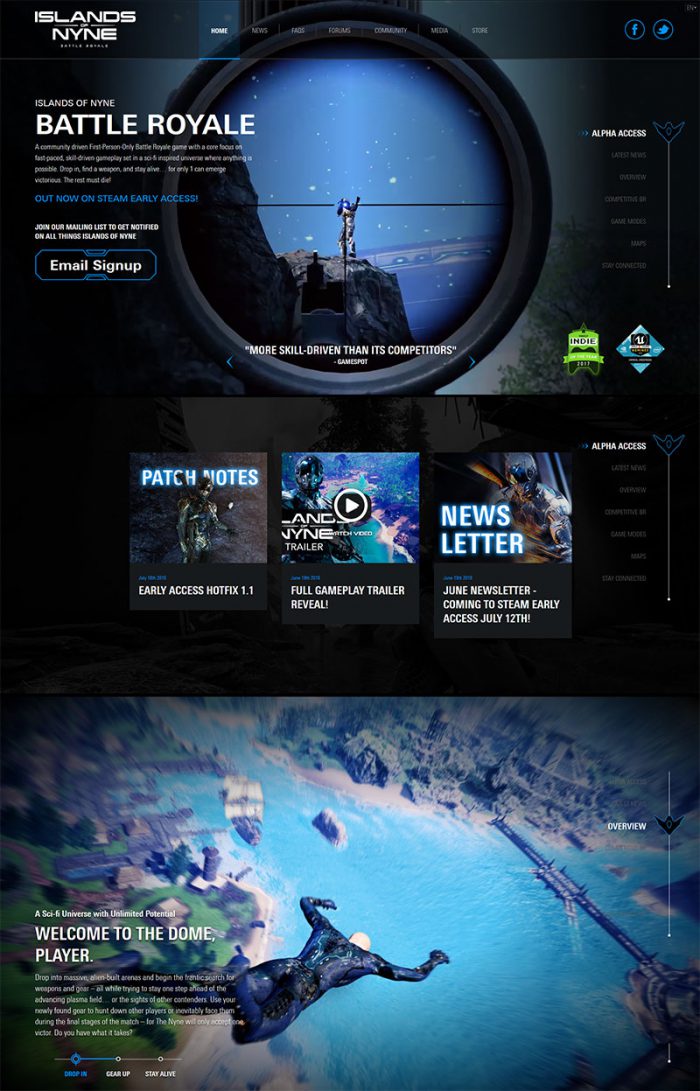 ISLANDS
OF
NYNE
BATTLE ROYALE
HOME
NEWS
FAQS
FORUMS
COMMUNITY
MEDIA
STORE
EN
ISLANDS OF NYNE
BATTLE ROYALE
A community driven First-Person-Only Battle Royale game with a core focus on
fast-paced, skill-driven gameplay set in a sci-fi inspired universe where anything is
possible. Drop in, find a weapon, and stay alive… for only 1 can emerge
victorious. The rest must die!
OUT NOW ON STEAM EARLY ACCESS!
JOIN OUR MAILING LIST TO GET NOTIFIED
ON ALL THINGS ISLANDS OF NYNE
Email Signup
ALPHA ACCESS
LATEST NEWS
OVERVIEW
COMPETITIVE BR
GAME MODES
MAPS
STAY CONNECTED
"MORE SKILL-DRIVEN THAN ITS COMPETITORS"
- GAMESPOT
INDIE
OF THE YEAR
2017
ALPHA ACCESS
LATEST NEWS
OVERVIEW
COMPETITIVE BR
GAME MODES
MAPS
STAY CONNECTED
PATCH NOTES
July 18th 2018
EARLY ACCESS HOTFIX 1.1
ISLANDS
OF
NYNE
WATCH VIDEO
TRAILER
June 19th 2018
FULL GAMEPLAY TRAILER
REVEAL!
NEWS
LETTER
June 15th 2018
JUNE NEWSLETTER -
COMING TO STEAM EARLY
ACCESS JULY 12TH!
OVERVIEW
A Sci-fi Universe with Unlimited Potential
WELCOME TO THE DOME,
PLAYER.
Drop into massive, alien-built arenas and begin the frantic search for
weapons and gear – all while trying to stay one step ahead of the
advancing plasma field… or the sights of other contenders. Use your
newly found gear to hunt down other players or inevitably face them
during the final stages of the match – for The Nyne will only accept one
victor. Do you have what it takes?
DROP IN
GEAR UP
STAY ALIVE